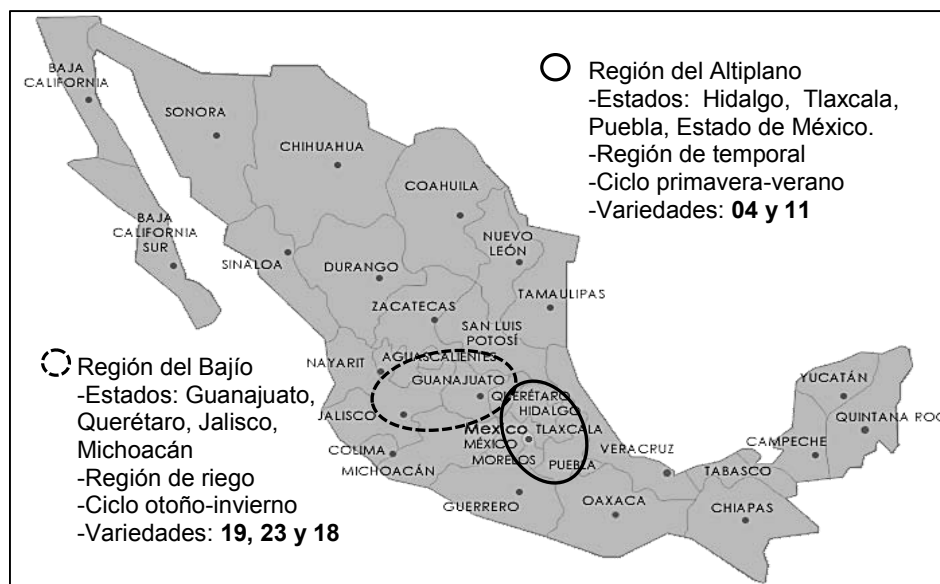 BAJA
CALIFORNIA
SONORA
CHIHUAHUA
COAHUILA
BAJA
CALIFORNIA
SUR
SINALOA
DURANGO
NUEVO
LEÓN
TAMAULIPAS
ZACATECAS
SAN LUIS
POTOSÍ
NAYARIT
AGUASCALIENTES
GUANAJUATO
QUERÉTARO
HIDALGO
JALISCO
México
TLAXCALA
MÉXICO
COLIMA
MORELOS
MICHOACÁN
PUEBLA
VERACRUZ
GUERRERO
OAXACA
TABASCO
CHIAPAS
CAMPECHE
YUCATÁN
QUINTANA ROO
Región del Altiplano
-Estados: Hidalgo, Tlaxcala,
Puebla, Estado de México.
-Región de temporal
-Ciclo primavera-verano
-Variedades: 04 y 11
Región del Bajío
-Estados: Guanajuato,
Querétaro, Jalisco,
Michoacán
-Región de riego
-Ciclo otoño-invierno
-Variedades: 19, 23 y 18